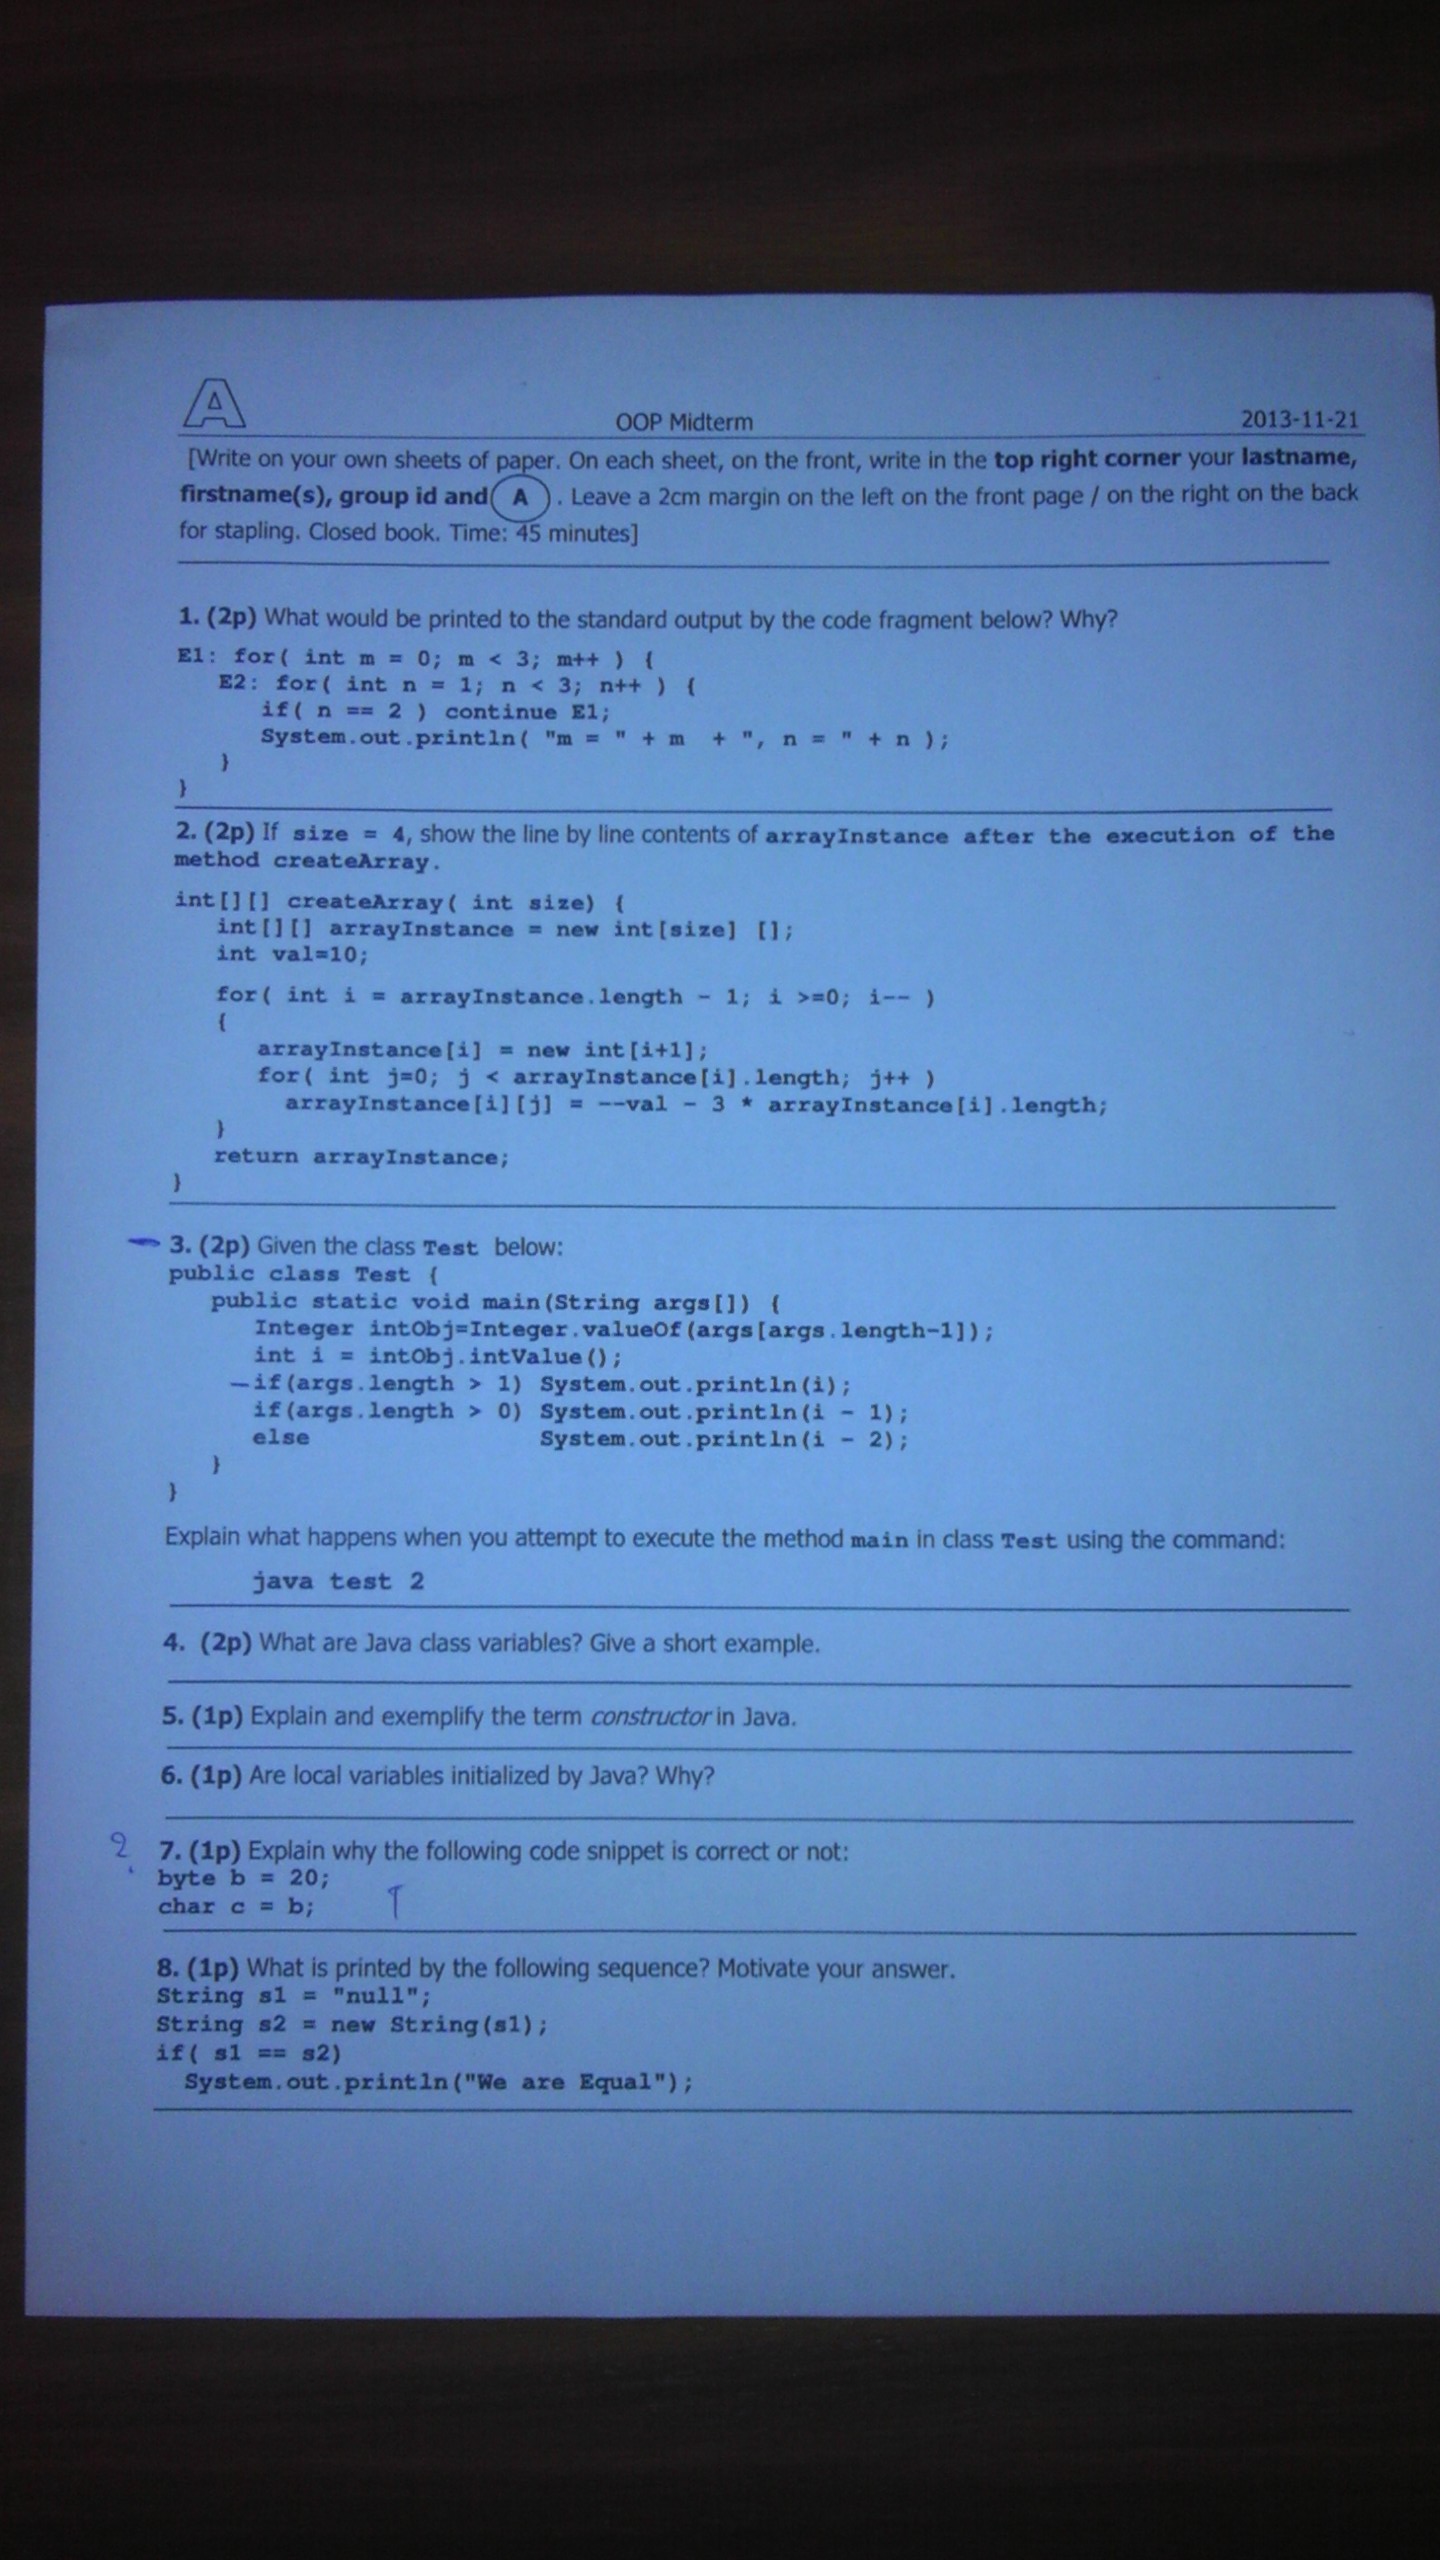 A
OOP Midterm 2013-11-21
[Write on your own sheets of paper. On each sheet, on the front, write in the top right corner your lastname,
firstname(s), group id and A . Leave a 2cm margin on the left on the front page / on the right on the back
for stapling. Closed book. Time: 45 minutes]
1. (2p) What would be printed to the standard output by the code fragment below? Why?
E1: for( int m = 0; m < 3; m++ ) {
E2: for( int n = 1; n < 3; n++ ) {
if( n == 2 ) continue E1;
System.out.println( "m = " + m + ", n = " + n );
}
}
2. (2p) If size = 4, show the line by line contents of arrayInstance after the execution of the
method createArray.
int[][] createArray( int size) {
int[][] arrayInstance = new int[size] [];
int val=10;
for( int i = arrayInstance.length - 1; i >=0; i-- )
{
arrayInstance[i] = new int[i+1];
for( int j=0; j < arrayInstance[i].length; j++ )
arrayInstance[i][j] = --val - 3 * arrayInstance[i].length;
}
return arrayInstance;
}
3. (2p) Given the class Test below:
public class Test {
public static void main(String args[]) {
Integer intObj=Integer.valueOf(args[args.length-1]);
int i = intObj.intValue();
if(args.length > 1) System.out.println(i);
if(args.length > 0) System.out.println(i - 1);
else System.out.println(i - 2);
}
}
Explain what happens when you attempt to execute the method main in class Test using the command:
java test 2
4. (2p) What are Java class variables? Give a short example.
5. (1p) Explain and exemplify the term constructor in Java.
6. (1p) Are local variables initialized by Java? Why?
7. (1p) Explain why the following code snippet is correct or not:
byte b = 20;
char c = b;
8. (1p) What is printed by the following sequence? Motivate your answer.
String s1 = "null";
String s2 = new String(s1);
if( s1 == s2)
System.out.println("We are Equal");